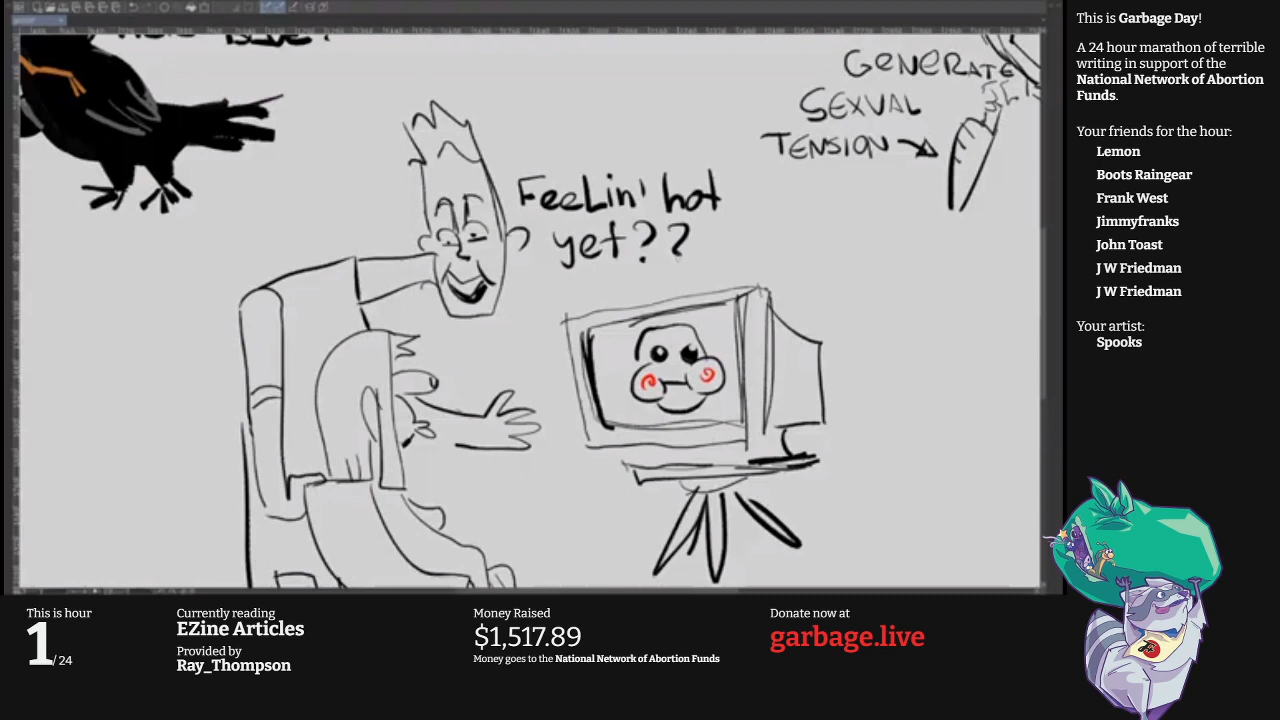 GENERATE
SEXUAL
TENSION
FeeLin' hot
yet??
This is Garbage Day!
A 24 hour marathon of terrible
writing in support of the
National Network of Abortion
Funds.
Your friends for the hour:
Lemon
Boots Raingear
Frank West
Jimmyfranks
John Toast
J W Friedman
J W Friedman
Your artist:
Spooks
This is hour
1/ 24
Currently reading
EZine Articles
Provided by
Ray_Thompson
Money Raised
$1,517.89
Money goes to the National Network of Abortion Funds
Donate now at
garbage.live